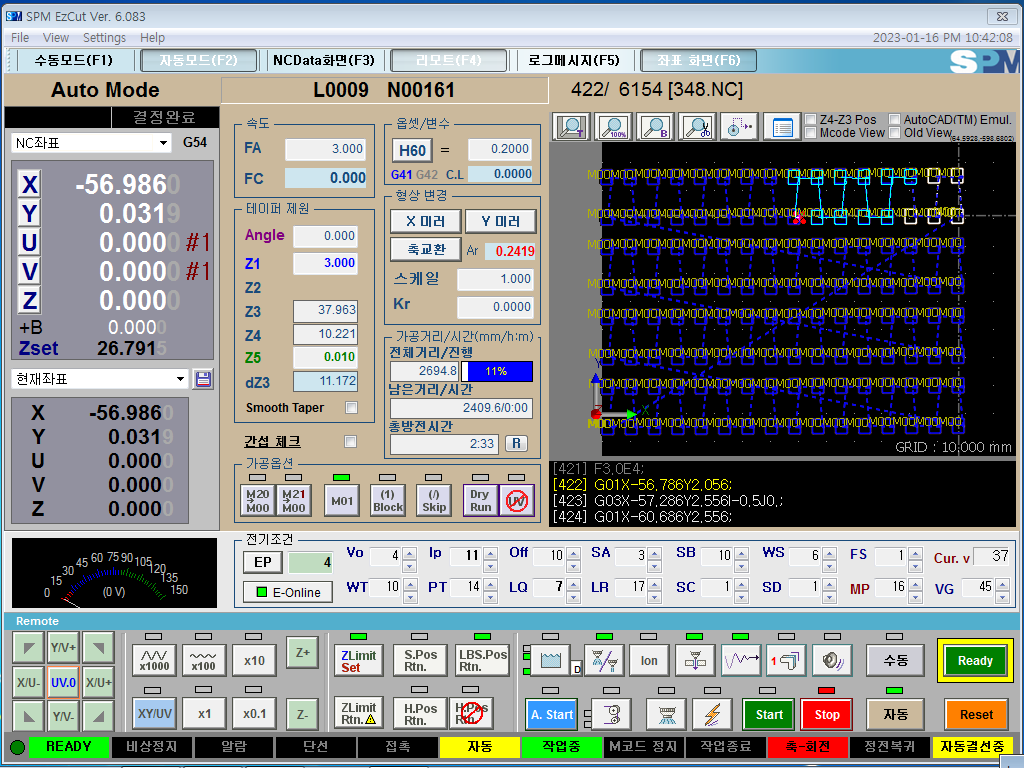 SPM EzCut Ver. 6.083
File View Settings Help
2023-01-16 PM 10:42:08
수동모드(F1) 자동모드(F2) NCData화면(F3) 리모트(F4) 로그메시지(F5) 좌표 화면(F6) SPM
Auto Mode L0009 N00161 422/ 6154 [348.NC]
결정완료
NC좌표 G54
X -56.9860
Y 0.0319
U 0.0000 #1
V 0.0000 #1
Z 0.0000
+B 0.0000
Zset 26.7915
현재좌표
X -56.9860
Y 0.0319
U 0.0000
V 0.0000
Z 0.0000
속도
FA 3.000
FC 0.000
테이퍼 제원
Angle 0.000
Z1 3.000
Z2
Z3 37.963
Z4 10.221
Z5 0.010
dZ3 11.172
Smooth Taper
간섭 체크
옵셋/변수
H60 = 0.2000
G41 G42 C.L 0.0000
형상 변경
X 미러 Y 미러
축교환 Ar 0.2419
스케일 1.000
Kr 0.0000
가공거리/시간(mm/h:m)
전체거리/진행
2694.8 11%
남은거리/시간
2409.6/0:00
총방전시간
2:33 R
가공옵션
M20 M00 M21 M00 M01 (1) Block (/) Skip Dry Run UV
T 100% B
Z4-Z3 Pos AutoCAD(TM) Emul.
Mcode View Old View
GRID : 10,000 mm
[421] F3.0E4;
[422] G01X-56.786Y2.056;
[423] G03X-57.286Y2.556I-0.5J0.;
[424] G01X-60.686Y2.556;
0 15 30 45 60 75 90 105 120 135 150
(0 V)
전기조건
EP 4 Vo 4 Ip 11 Off 10 SA 3 SB 10 WS 6 FS 1 Cur. v 37
E-Online WT 10 PT 14 LQ 7 LR 17 SC 1 SD 1 MP 16 VG 45
Remote
Y/V+ x1000 x100 x10 Z+ ZLimit Set S.Pos Rtn. LBS.Pos Rtn. D Ion 1 수동 Ready
X/U- UV.0 X/U+
Y/V- XY/UV x1 x0.1 Z- ZLimit Rtn. H.Pos Rtn. A. Start Start Stop 자동 Reset
READY 비상정지 알람 단선 접촉 자동 작업중 M코드 정지 작업종료 축-회전 정전복귀 자동결선중